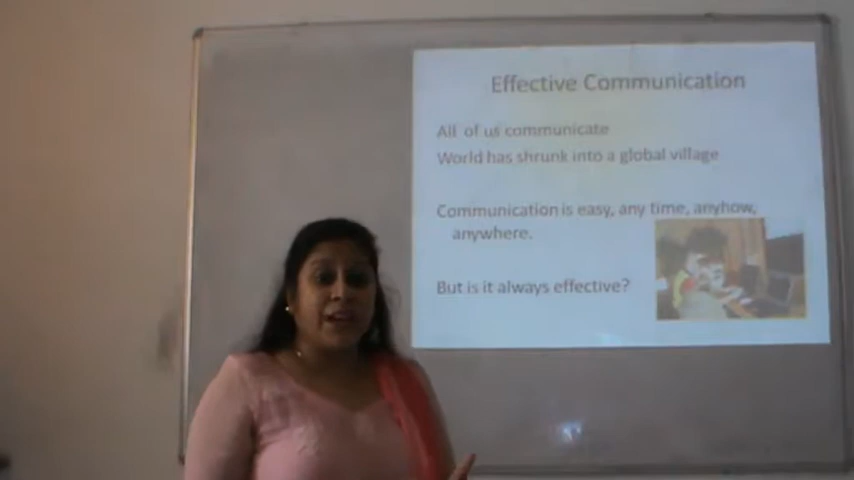 Effective Communication
All of us communicate
World has shrunk into a global village
Communication is easy, any time, anyhow,
anywhere.
But is it always effective?